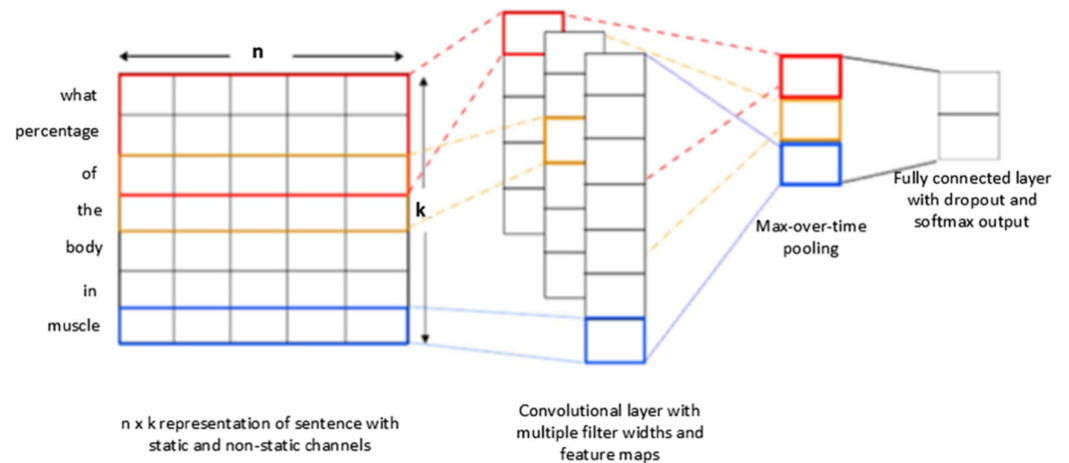 n
what
percentage
of
the
k
body
in
muscle
Max-over-time
pooling
Fully connected layer
with dropout and
softmax output
n x k representation of sentence with
static and non-static channels
Convolutional layer with
multiple filter widths and
feature maps